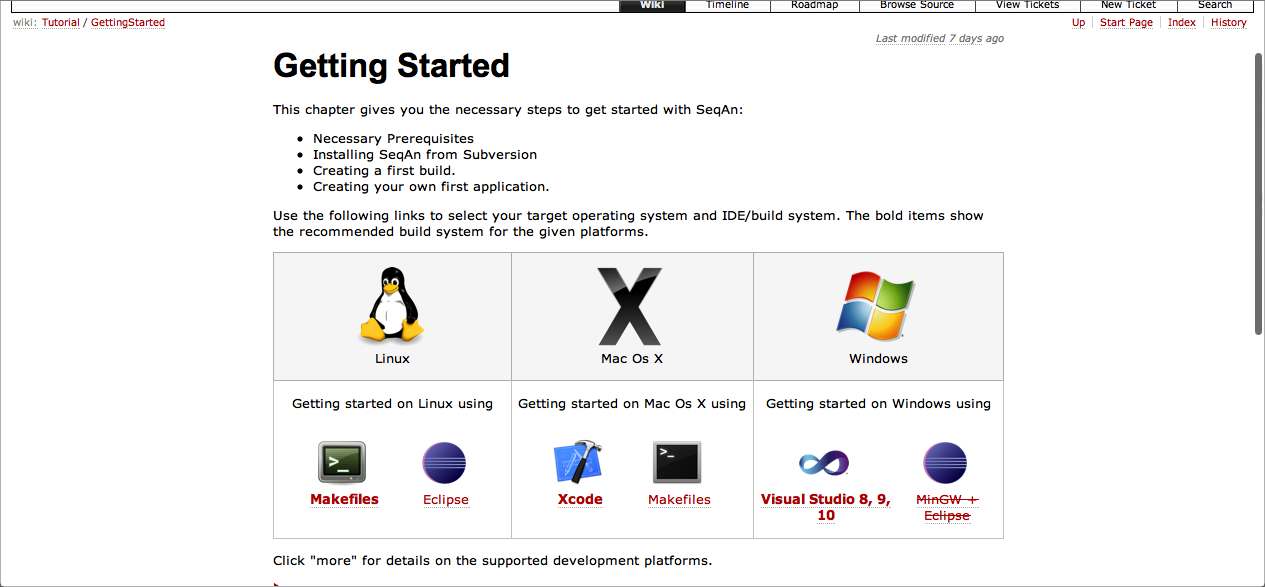 Wiki Timeline Roadmap Browse Source View Tickets New Ticket Search
wiki: Tutorial / GettingStarted
Up Start Page Index History
Last modified 7 days ago
Getting Started
This chapter gives you the necessary steps to get started with SeqAn:
• Necessary Prerequisites
• Installing SeqAn from Subversion
• Creating a first build.
• Creating your own first application.
Use the following links to select your target operating system and IDE/build system. The bold items show
the recommended build system for the given platforms.
Linux Mac Os X Windows
Getting started on Linux using Getting started on Mac Os X using Getting started on Windows using
Makefiles Eclipse Xcode Makefiles Visual Studio 8, 9, MinGW +
10 Eclipse
Click "more" for details on the supported development platforms.